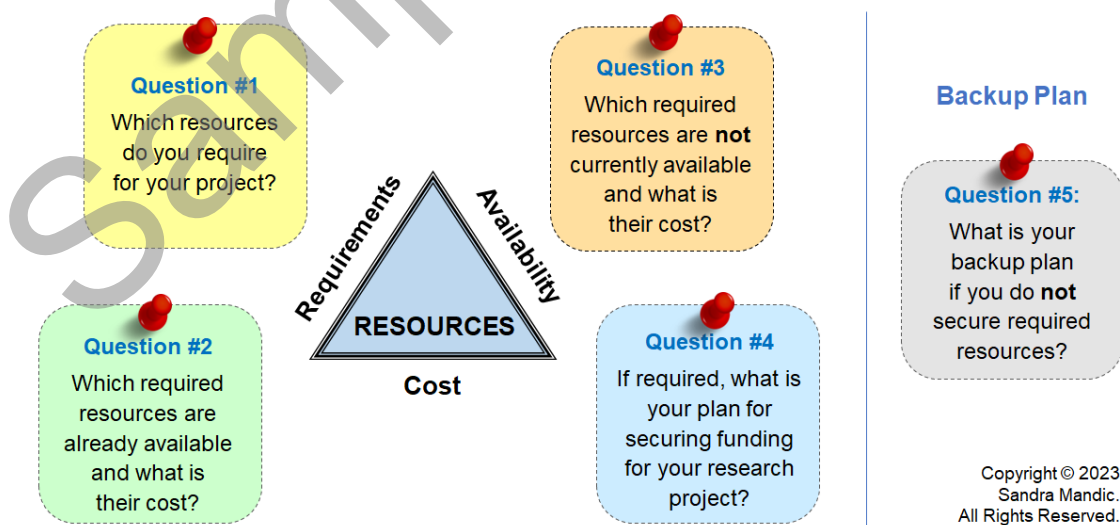 Question #1
Which resources
do you require
for your project?
Question #2
Which required
resources are
already available
and what is
their cost?
Requirements
Availability
RESOURCES
Cost
Question #3
Which required
resources are not
currently available
and what is
their cost?
Question #4
If required, what is
your plan for
securing funding
for your research
project?
Backup Plan
Question #5:
What is your
backup plan
if you do not
secure required
resources?
Copyright © 2023
Sandra Mandic.
All Rights Reserved.